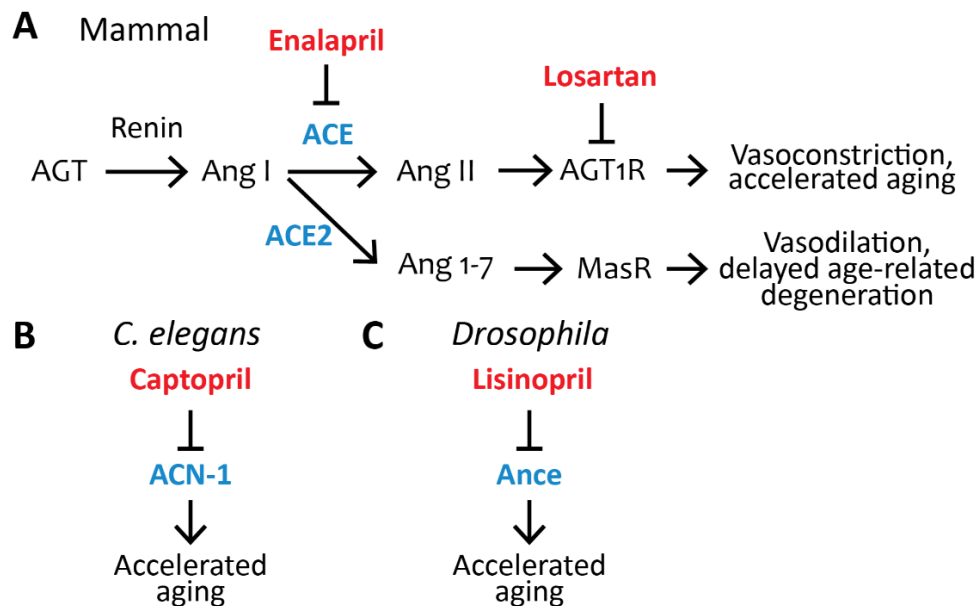 A Mammal
Enalapril
Losartan
Renin
ACE
AGT Ang I Ang II AGT1R Vasoconstriction,
accelerated aging
ACE2
Ang 1-7 MasR Vasodilation,
delayed age-related
degeneration
B C. elegans
Captopril
ACN-1
Accelerated
aging
C Drosophila
Lisinopril
Ance
Accelerated
aging